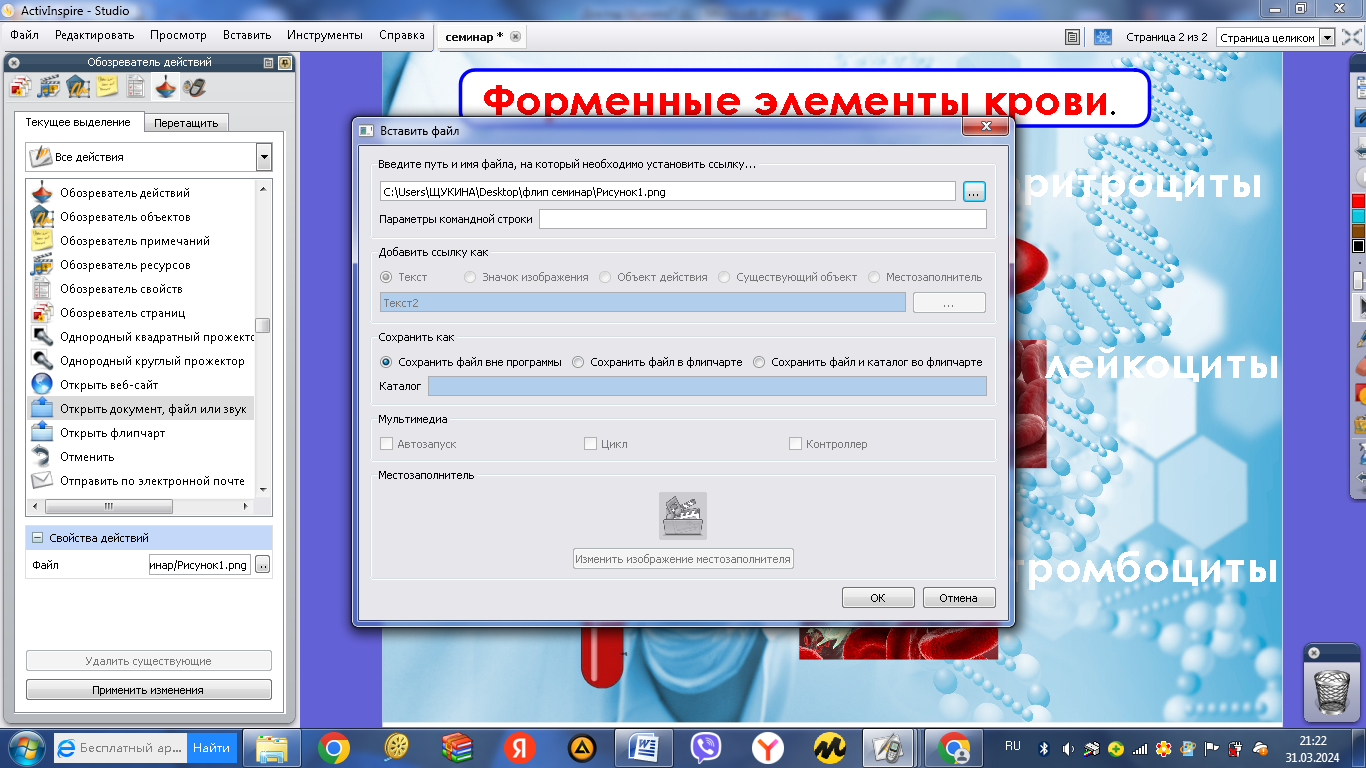 ActivInspire - Studio
Файл Редактировать Просмотр Вставить Инструменты Справка
семинар *
Страница 2 из 2
Страница целиком
Обозреватель действий
Текущее выделение
Перетащить
Все действия
Обозреватель действий
Обозреватель объектов
Обозреватель примечаний
Обозреватель ресурсов
Обозреватель свойств
Обозреватель страниц
Однородный квадратный прожекто
Однородный круглый прожектор
Открыть веб-сайт
Открыть документ, файл или звук
Открыть флипчарт
Отменить
Отправить по электронной почте
Свойства действий
Файл
инар/Рисунок1.png
..
Удалить существующие
Применить изменения
Форменные элементы крови.
ритроциты
лейкоциты
ромбоциты
Вставить файл
Введите путь и имя файла, на который необходимо установить ссылку...
C:\Users\ЩУКИНА\Desktop\флип семинар\Рисунок1.png
...
Параметры командной строки
Добавить ссылку как
Текст Значок изображения Объект действия Существующий объект Местозаполнитель
Текст2
...
Сохранить как
Сохранить файл вне программы Сохранить файл в флипчарте Сохранить файл и каталог во флипчарте
Каталог
Мультимедиа
Автозапуск Цикл Контроллер
Местозаполнитель
Изменить изображение местозаполнителя
OK Отмена
Бесплатный ар... Найти
RU
21:22
31.03.2024